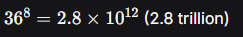 36⁸ = 2.8 × 10¹² (2.8 trillion)